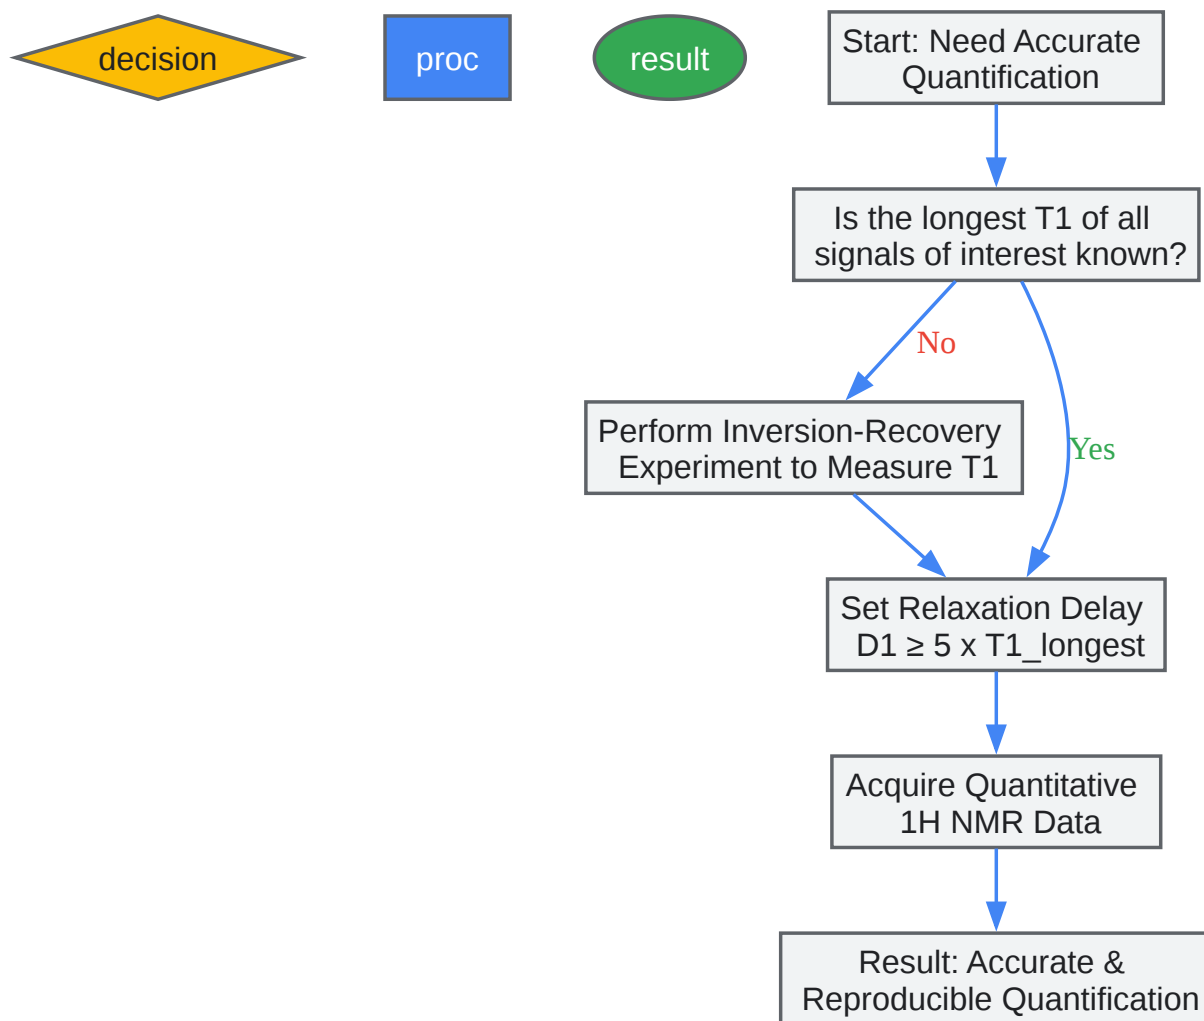 decision
proc
result
Start: Need Accurate
Quantification
Is the longest T1 of all
signals of interest known?
No
Yes
Perform Inversion-Recovery
Experiment to Measure T1
Set Relaxation Delay
D1 ≥ 5 x T1_longest
Acquire Quantitative
1H NMR Data
Result: Accurate &
Reproducible Quantification